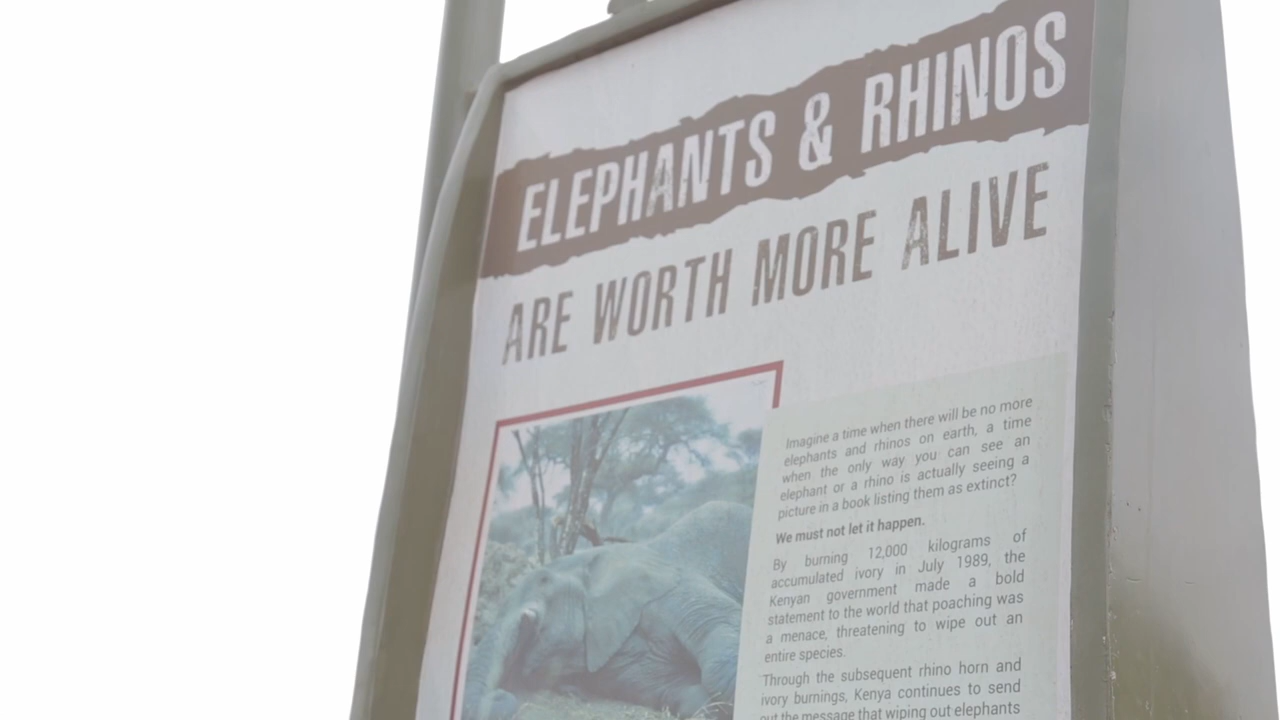 ELEPHANTS & RHINOS
ARE WORTH MORE ALIVE
Imagine a time when there will be no more
elephants and rhinos on earth, a time
when the only way you can see an
elephant or a rhino is actually seeing a
picture in a book listing them as extinct?
We must not let it happen.
By burning 12,000 kilograms of
accumulated ivory in July 1989, the
Kenyan government made a bold
statement to the world that poaching was
a menace, threatening to wipe out an
entire species.
Through the subsequent rhino horn and
ivory burnings, Kenya continues to send
out the message that wiping out elephants